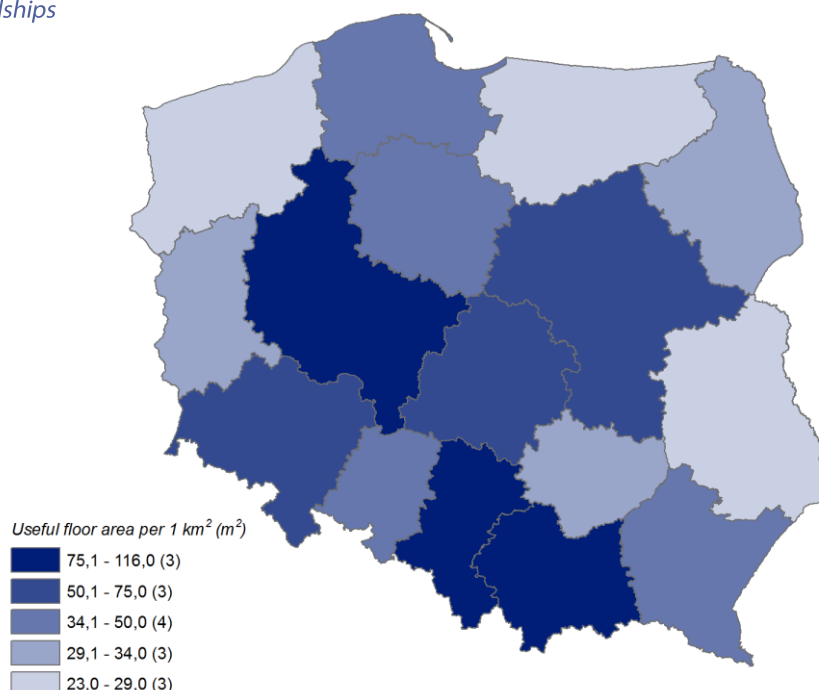 Useful floor area per 1 km² (m²)
75,1 - 116,0 (3)
50,1 - 75,0 (3)
34,1 - 50,0 (4)
29,1 - 34,0 (3)
23,0 - 29,0 (3)